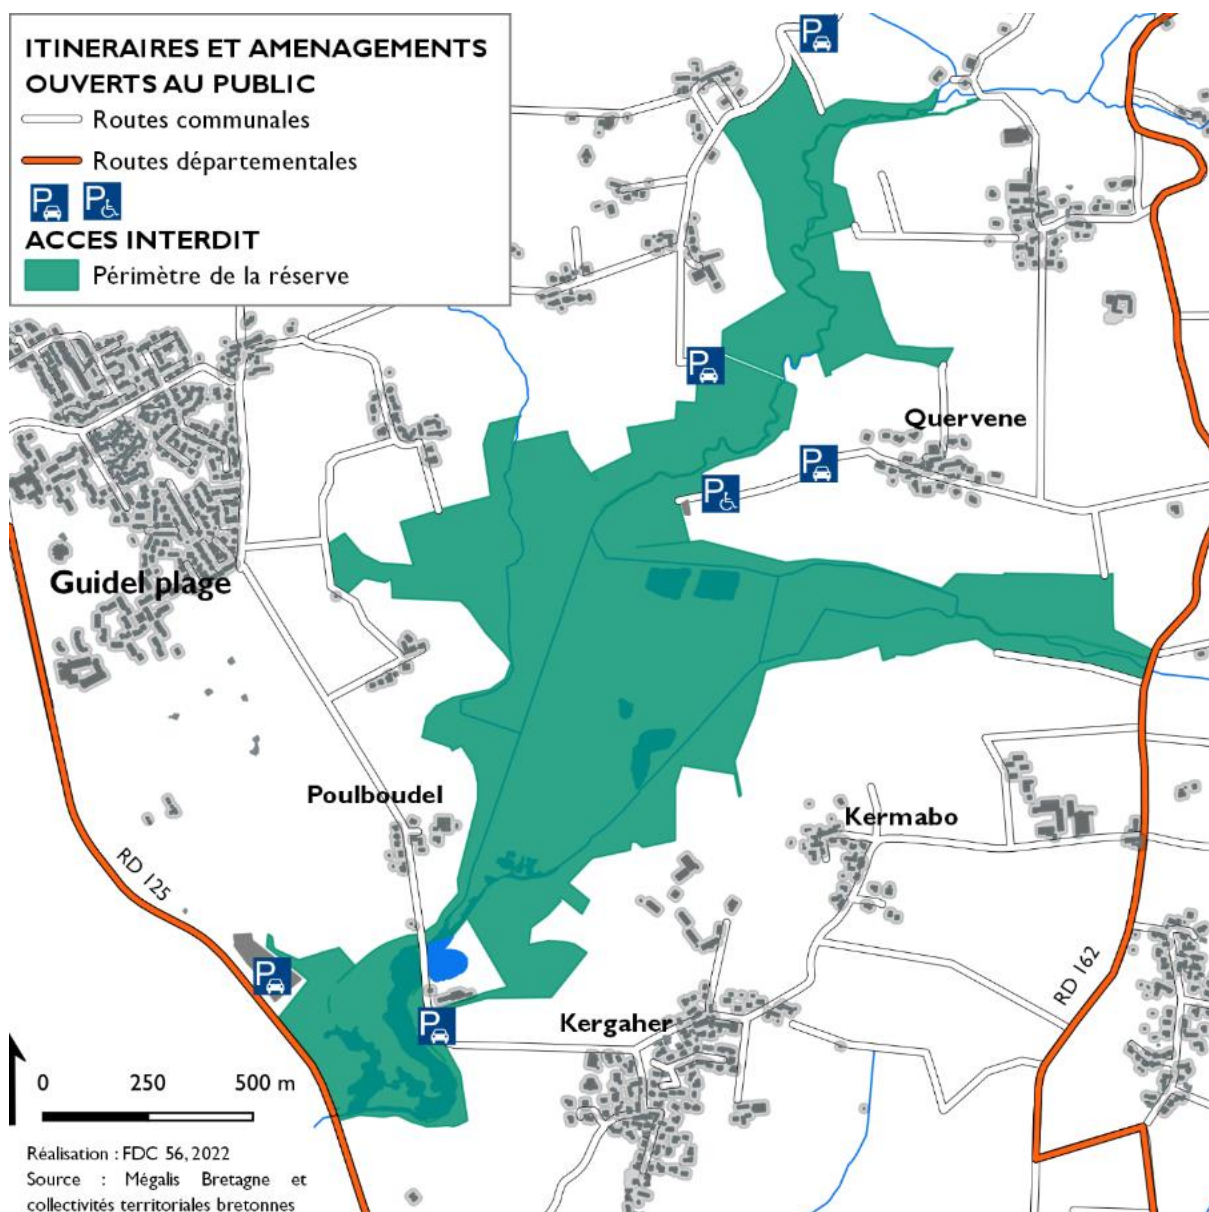 ITINERAIRES ET AMENAGEMENTS
OUVERTS AU PUBLIC
Routes communales
Routes départementales
P P
ACCES INTERDIT
Périmètre de la réserve
P
P
Quervene
P
P
Guidel plage
Poulboudel
Kermabo
RD 125
P
RD 162
P
Kergaher
0 250 500 m
Réalisation : FDC 56, 2022
Source : Mégalis Bretagne et
collectivités territoriales bretonnes